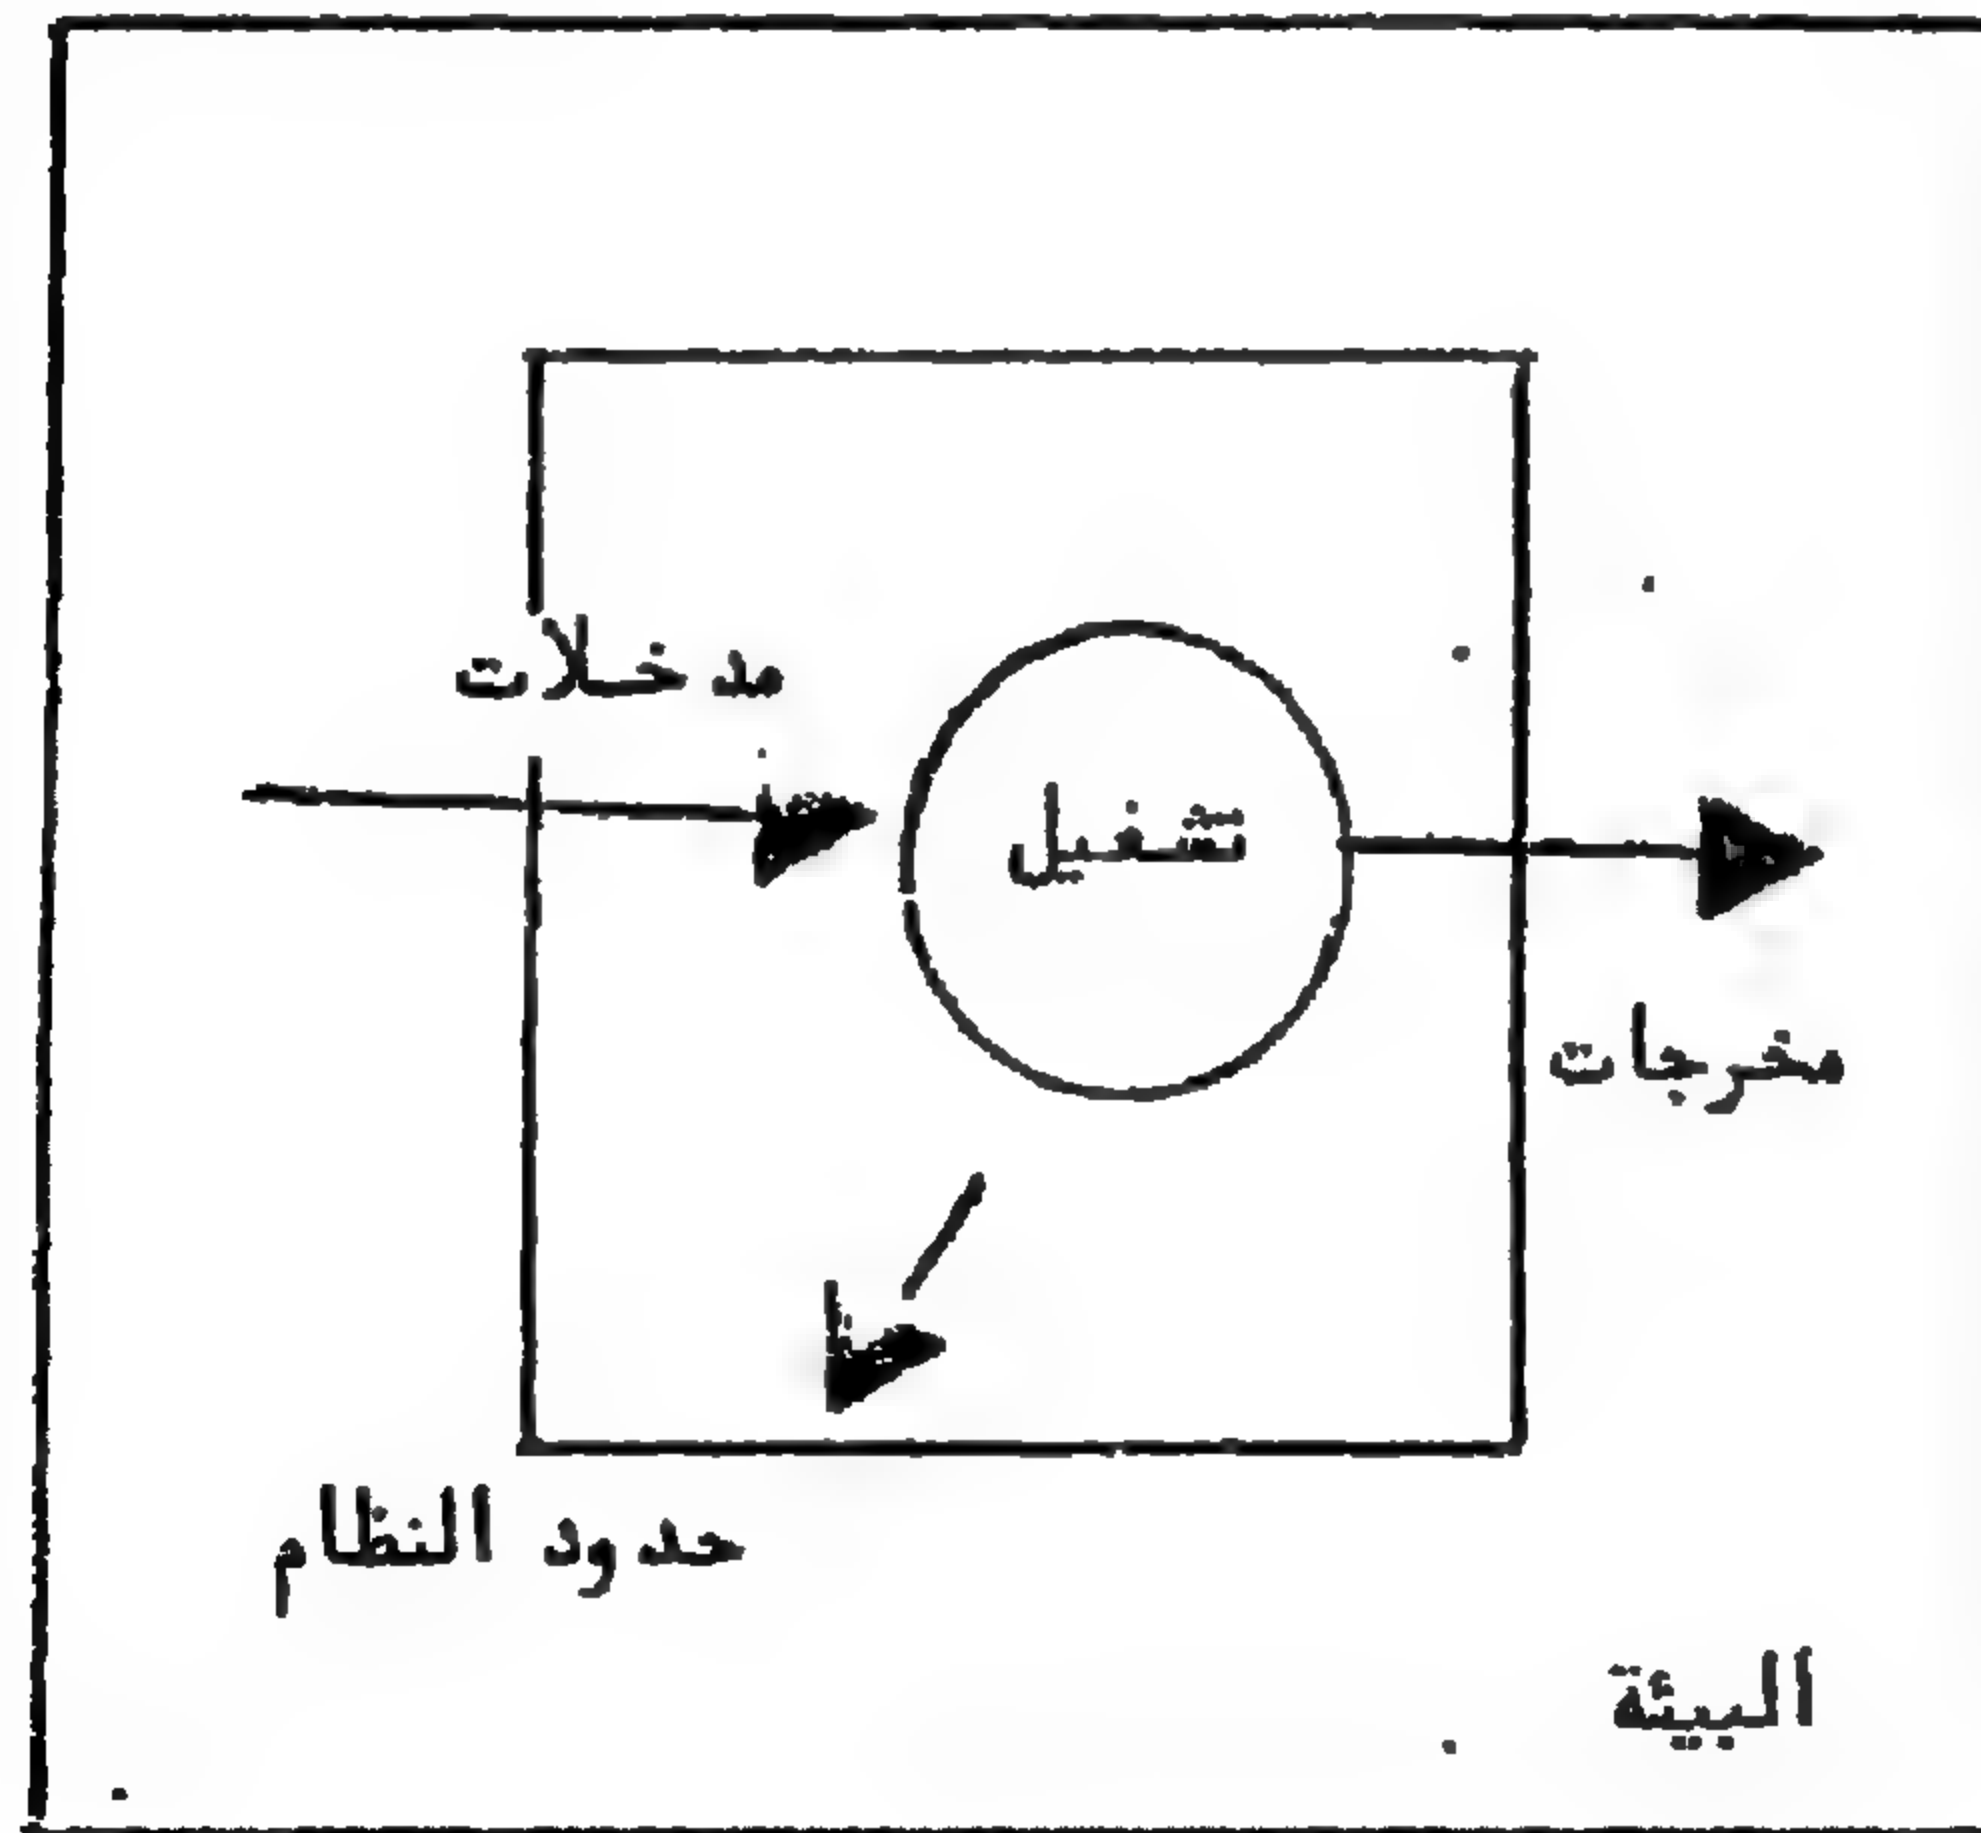 مدخلات
تشغيل
مخرجات
حدود النظام
البيئة